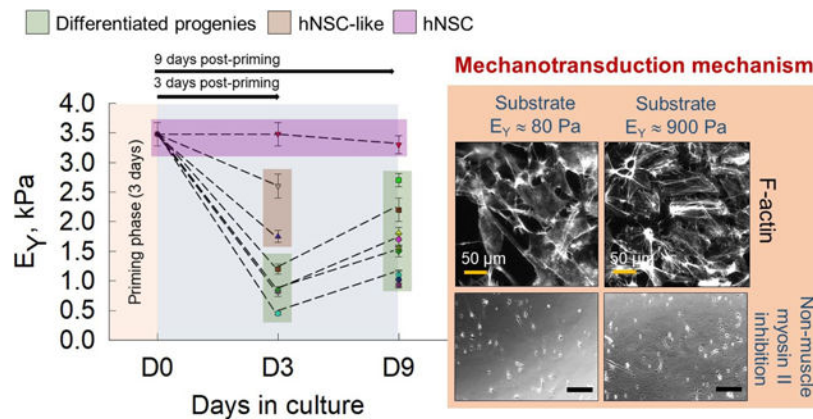 Differentiated progenies
hNSC-like
hNSC
9 days post-priming
3 days post-priming
4.0
3.5
3.0
2.5
2.0
1.5
1.0
0.5
0.0
E_Y, kPa
Priming phase (3 days)
D0
D3
D9
Days in culture
Mechanotransduction mechanism
Substrate
E_Y ≈ 80 Pa
Substrate
E_Y ≈ 900 Pa
50 µm
50 µm
F-actin
Non-muscle
myosin II
inhibition